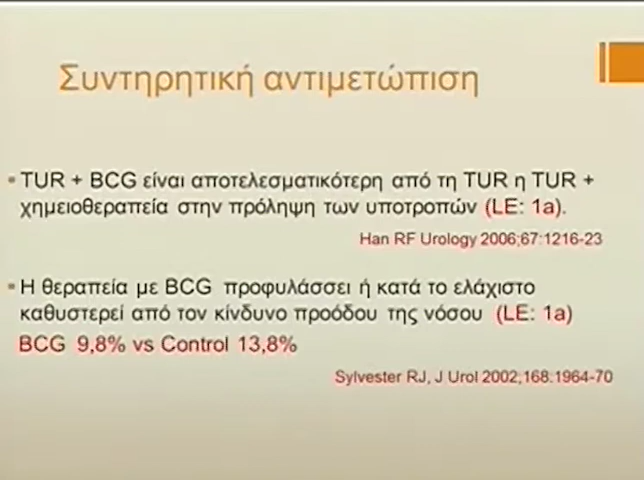 Συντηρητική αντιμετώπιση
▪ TUR + BCG είναι αποτελεσματικότερη από τη TUR η TUR +
χημειοθεραπεία στην πρόληψη των υποτροπών (LE: 1a).
Han RF Urology 2006;67:1216-23
▪ Η θεραπεία με BCG προφυλάσσει ή κατά το ελάχιστο
καθυστερεί από τον κίνδυνο προόδου της νόσου (LE: 1a)
BCG 9,8% vs Control 13,8%
Sylvester RJ, J Urol 2002;168:1964-70